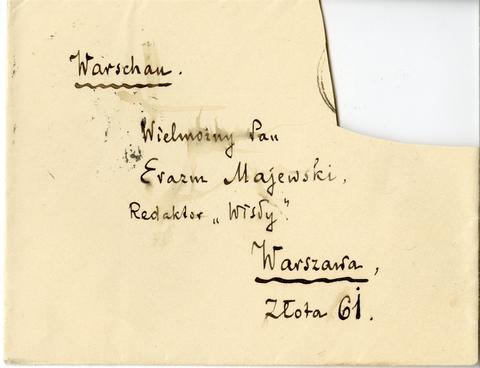 Warschau.
Wielmożny Pan
Erazm Majewski,
Redaktor „Wisły".
Warszawa,
Złota 61.